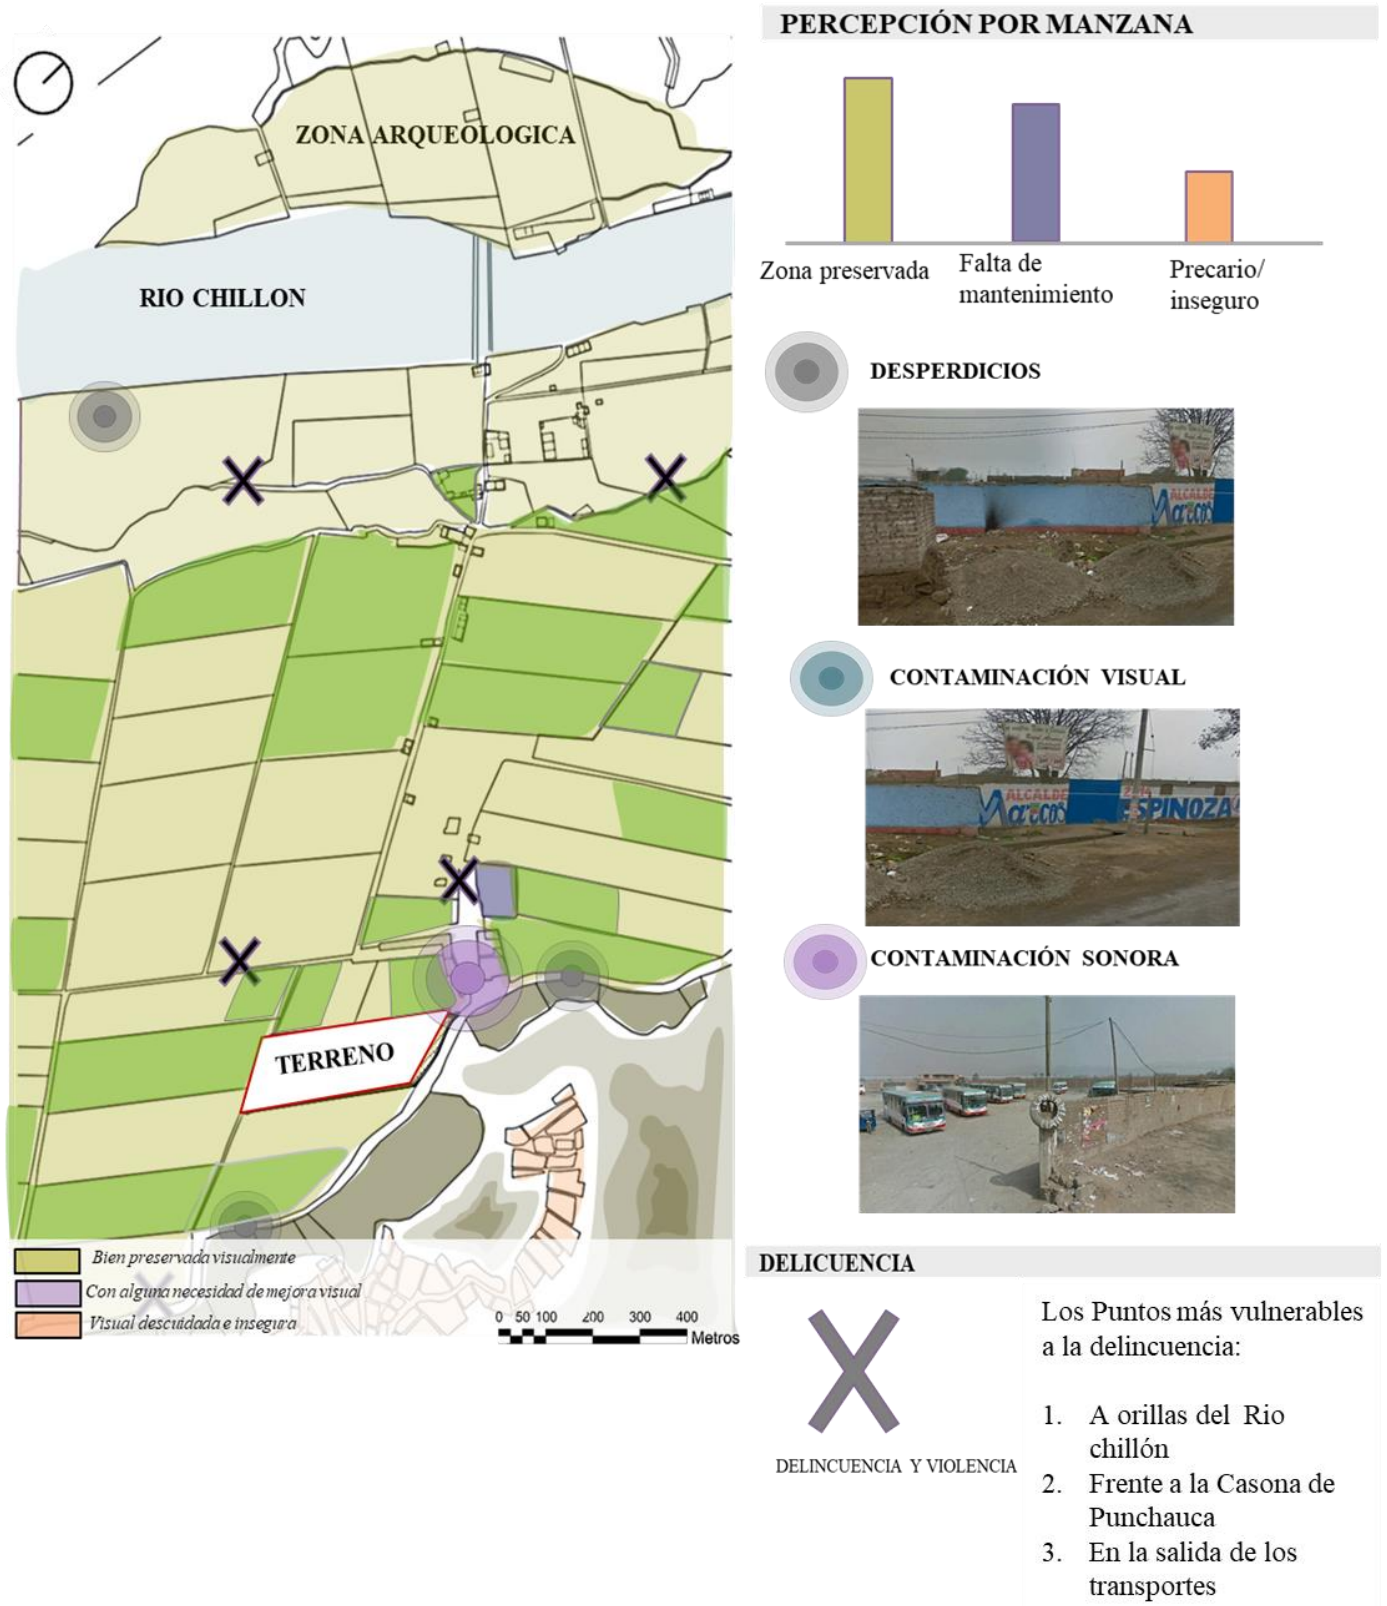 PERCEPCIÓN POR MANZANA
ZONA ARQUEOLOGICA
RIO CHILLON
TERRENO
Bien preservada visualmente
Con alguna necesidad de mejora visual
Visual descuidada e insegura
0 50 100 200 300 400
Metros
Zona preservada
Falta de
mantenimiento
Precario/
inseguro
DESPERDICIOS
ALCALDE
Marcos
CONTAMINACIÓN VISUAL
ALCALDE
Marcos
ESPINOZA
CONTAMINACIÓN SONORA
DELICUENCIA
DELINCUENCIA Y VIOLENCIA
Los Puntos más vulnerables
a la delincuencia:
1. A orillas del Rio
chillón
2. Frente a la Casona de
Punchauca
3. En la salida de los
transportes